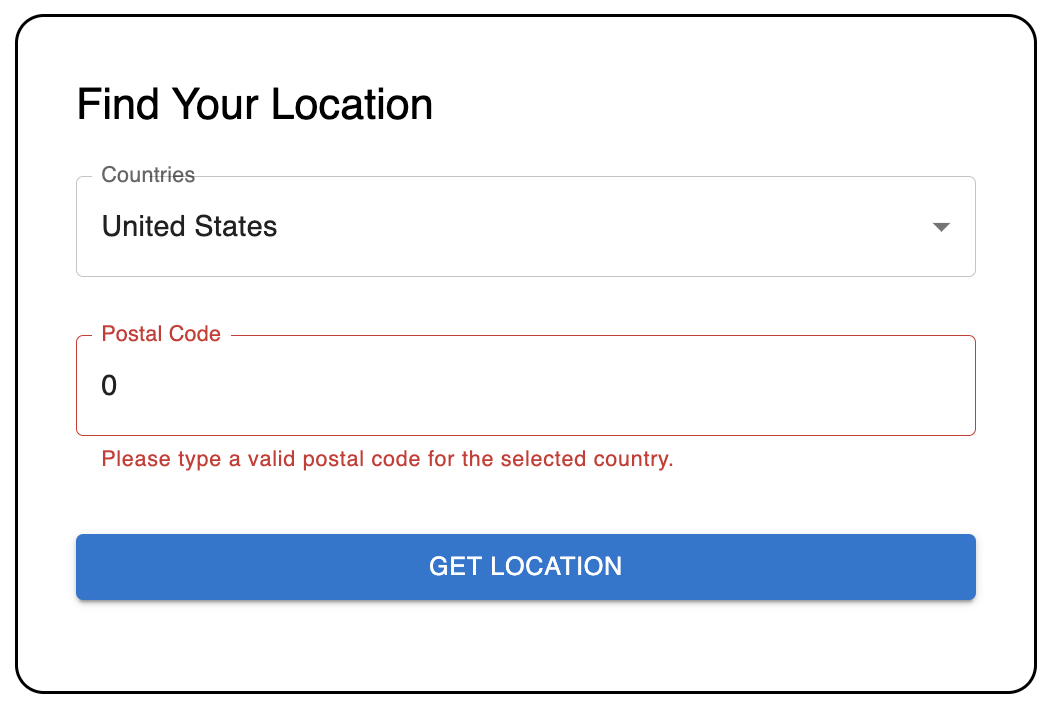 Find Your Location
Countries
United States
Postal Code
0
Please type a valid postal code for the selected country.
GET LOCATION